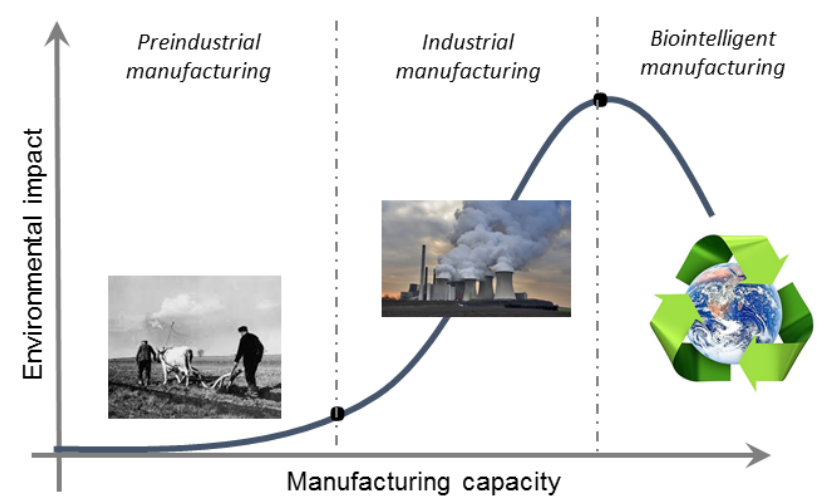 Preindustrial
manufacturing
Industrial
manufacturing
Biointelligent
manufacturing
Environmental impact
Manufacturing capacity